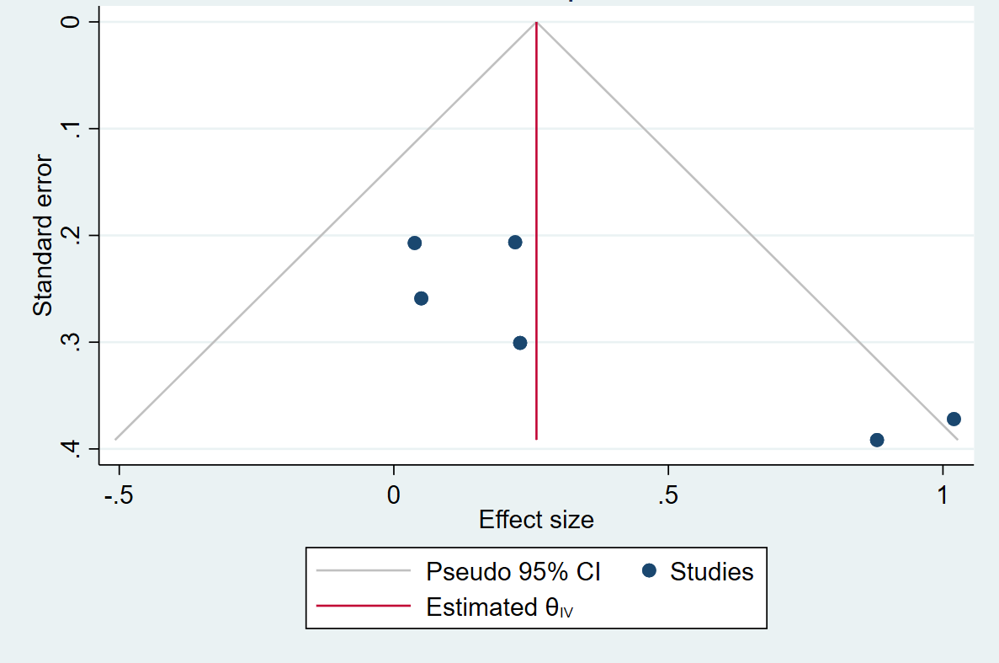 0
.1
.2
.3
.4
Standard error
-.5 0 .5 1
Effect size
Pseudo 95% CI Studies
Estimated θIV